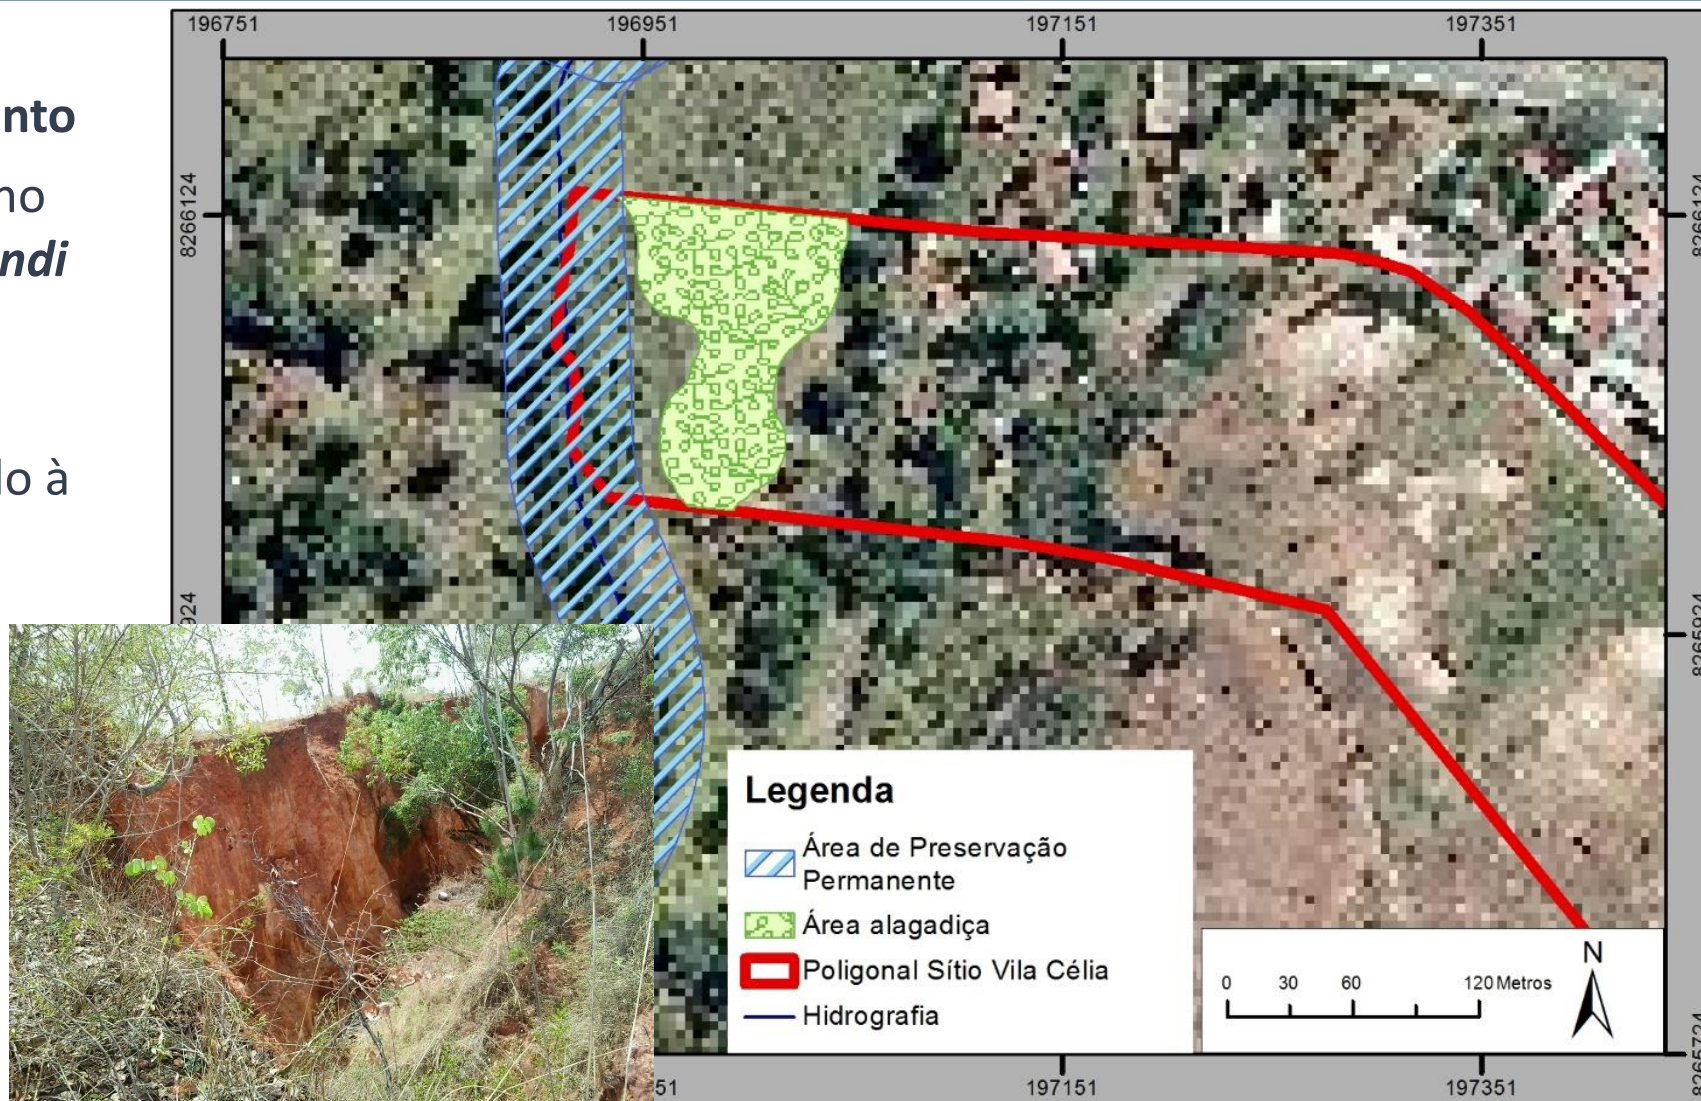 196751 196951 197151 197351
nto
no
ndi
o à
8266124
8266124
924
8265924
Legenda
Área de Preservação
Permanente
Área alagadiça
Poligonal Sítio Vila Célia
Hidrografia
N
0 30 60 120 Metros
51 197151 197351
8265724